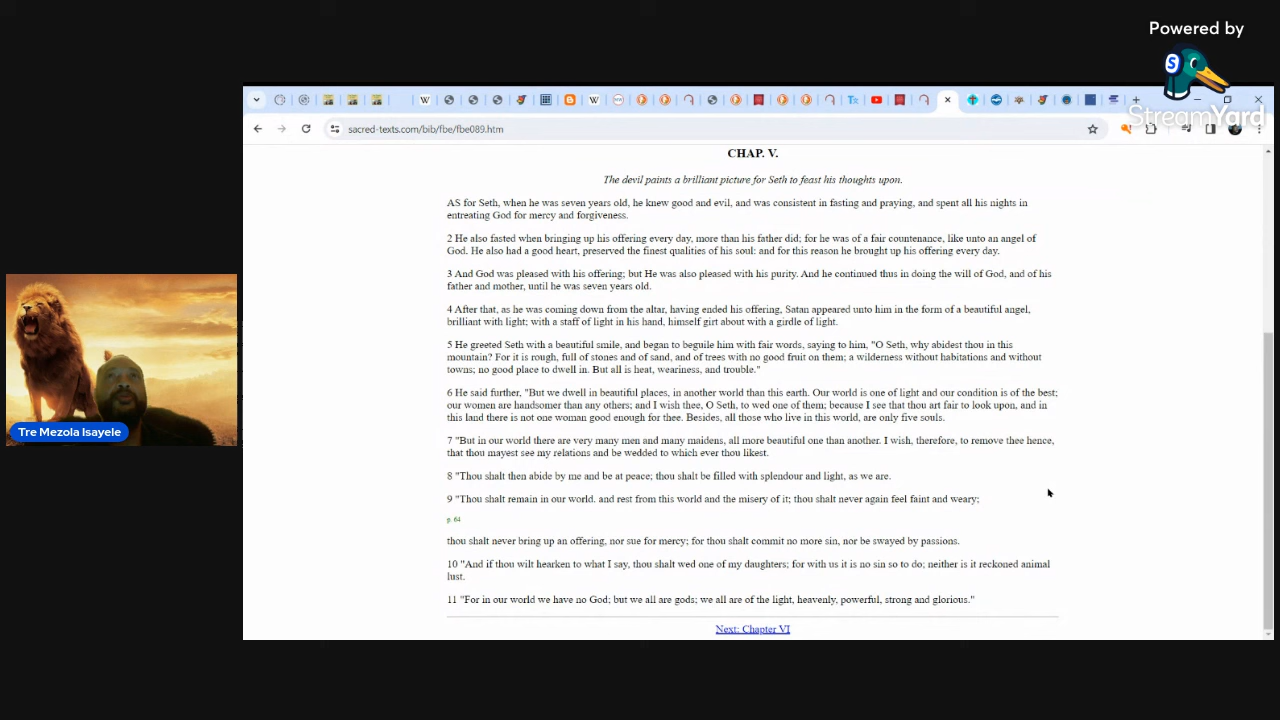 Powered by
S
StreamYard
W
W
Tx
sacred-texts.com/bib/fbe/fbe089.htm
CHAP. V.
The devil paints a brilliant picture for Seth to feast his thoughts upon.
AS for Seth, when he was seven years old, he knew good and evil, and was consistent in fasting and praying, and spent all his nights in
entreating God for mercy and forgiveness.
2 He also fasted when bringing up his offering every day, more than his father did; for he was of a fair countenance, like unto an angel of
God. He also had a good heart, preserved the finest qualities of his soul: and for this reason he brought up his offering every day.
3 And God was pleased with his offering; but He was also pleased with his purity. And he continued thus in doing the will of God, and of his
father and mother, until he was seven years old.
4 After that, as he was coming down from the altar, having ended his offering, Satan appeared unto him in the form of a beautiful angel,
brilliant with light; with a staff of light in his hand, himself girt about with a girdle of light.
5 He greeted Seth with a beautiful smile, and began to beguile him with fair words, saying to him, "O Seth, why abidest thou in this
mountain? For it is rough, full of stones and of sand, and of trees with no good fruit on them; a wilderness without habitations and without
towns; no good place to dwell in. But all is heat, weariness, and trouble."
6 He said further, "But we dwell in beautiful places, in another world than this earth. Our world is one of light and our condition is of the best;
our women are handsomer than any others; and I wish thee, O Seth, to wed one of them; because I see that thou art fair to look upon, and in
this land there is not one woman good enough for thee. Besides, all those who live in this world, are only five souls.
7 "But in our world there are very many men and many maidens, all more beautiful one than another. I wish, therefore, to remove thee hence,
that thou mayest see my relations and be wedded to which ever thou likest.
8 "Thou shalt then abide by me and be at peace; thou shalt be filled with splendour and light, as we are.
9 "Thou shalt remain in our world. and rest from this world and the misery of it; thou shalt never again feel faint and weary;
p. 64
thou shalt never bring up an offering, nor sue for mercy; for thou shalt commit no more sin, nor be swayed by passions.
10 "And if thou wilt hearken to what I say, thou shalt wed one of my daughters; for with us it is no sin so to do; neither is it reckoned animal
lust.
11 "For in our world we have no God; but we all are gods; we all are of the light, heavenly, powerful, strong and glorious."
Next: Chapter VI
Tre Mezola Isayele